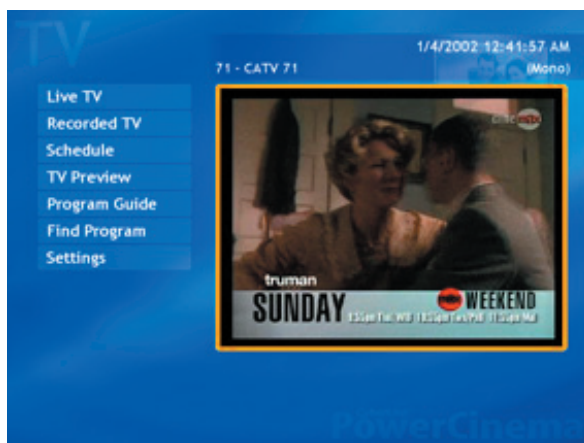 TV
1/4/2002 12:41:57 AM
71 - CATV 71
(Mono)
Live TV
Recorded TV
Schedule
TV Preview
Program Guide
Find Program
Settings
truman
SUNDAY
mbc WEEKEND
PowerCinema